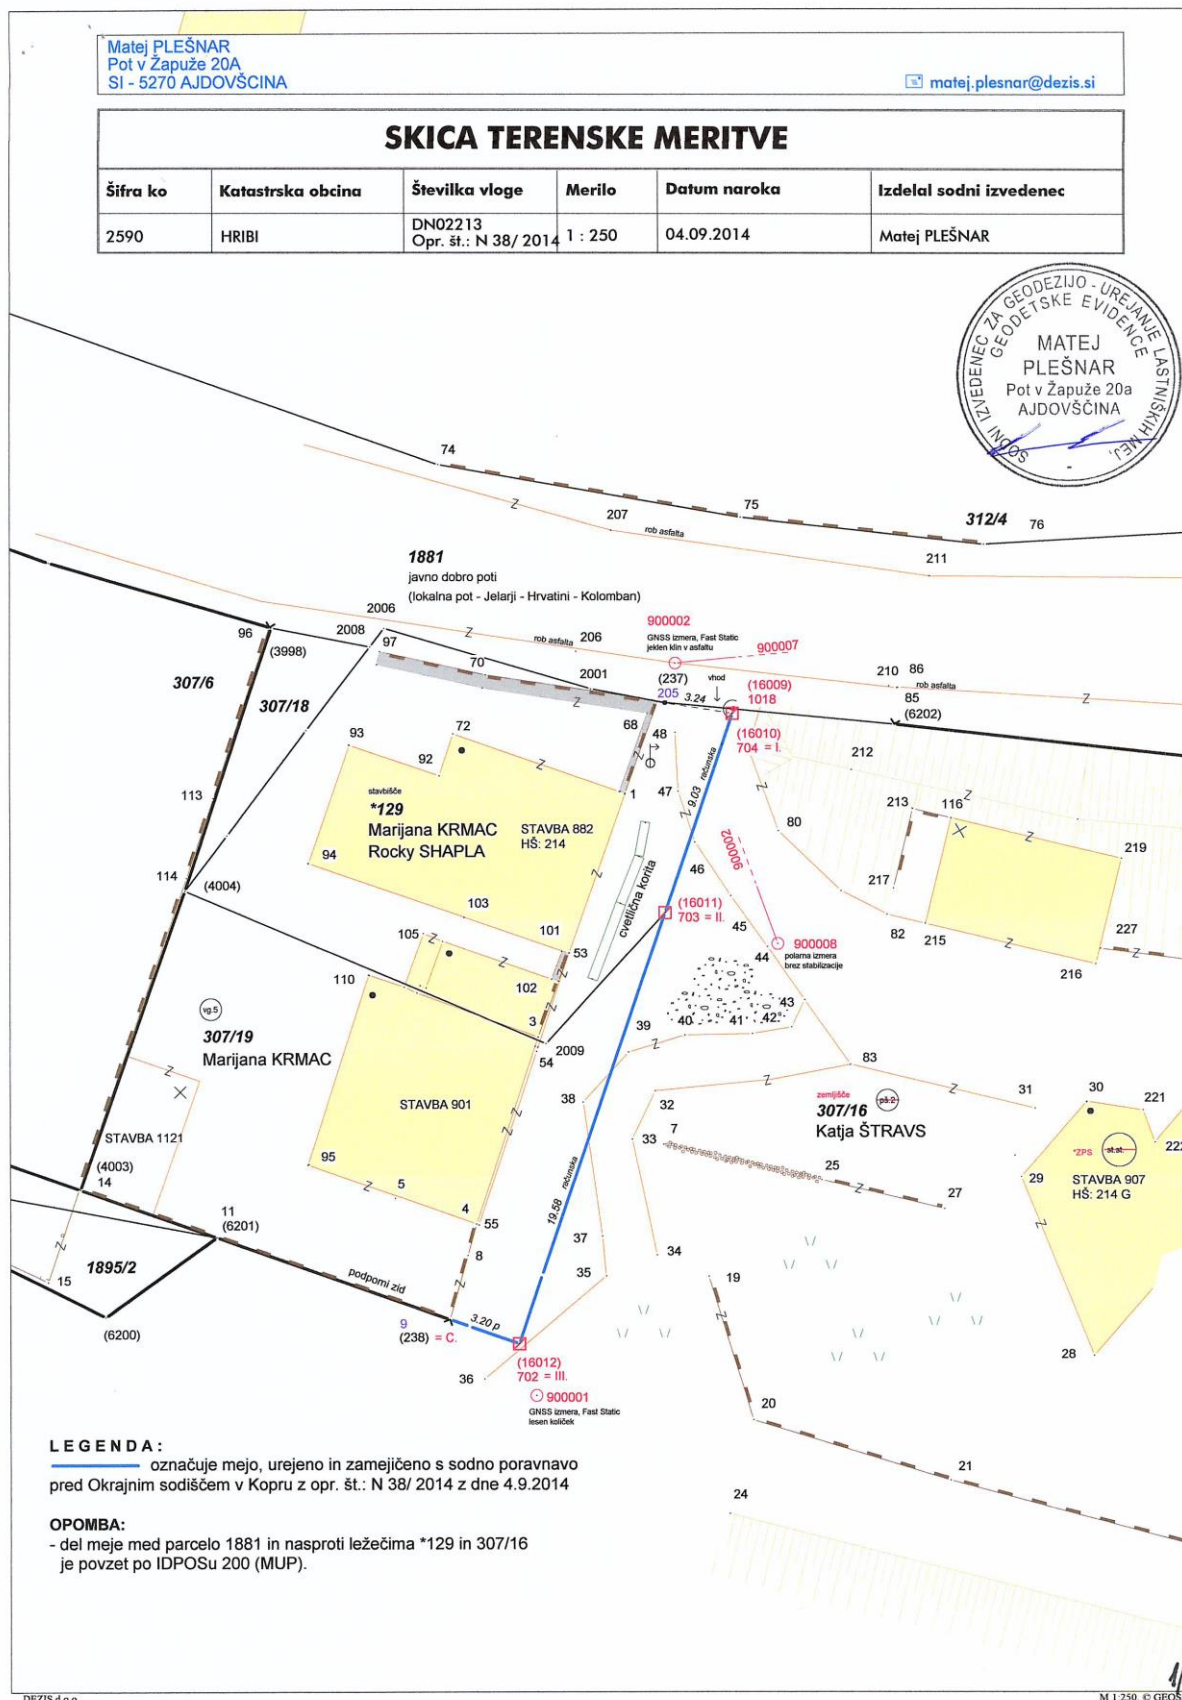 Matej PLEŠNAR
Pot v Zapuže 20A
SI - 5270 AJDOVŠCINA
matej.plesnar@dezis.si
SKICA TERENSKE MERITVE
Šifra ko Katastrska obcina Številka vloge Merilo Datum naroka Izdelal sodni izvedenec
2590 HRIBI DN02213 Opr. št.: N 38/ 2014 1 : 250 04.09.2014 Matej PLEŠNAR
SODNI IZVEDENEC ZA GEODEZIJO - UREJANJE LASTNIŠKIH MEJ,
GEODETSKE EVIDENCE
MATEJ
PLEŠNAR
Pot v Žapuže 20a
AJDOVŠČINA
-
74
75
207
rob asfalta
312/4
76
211
1881
javno dobro poti
(lokalna pot - Jelarji - Hrvatini - Kolomban)
2006
900002
GNSS izmera, Fast Static
jeklen klin v asfaltu
900007
96
2008
97
Z
rob asfalta
206
(3998)
70
2001
(237)
205
3.24
vhod
(16009)
1018
210
86
rob asfalta
85
(6202)
307/6
307/18
68
48
(16010)
704 = I.
93
72
92
212
113
stavbišče
*129
Marijana KRMAC
Rocky SHAPLA
STAVBA 882
HŠ: 214
1
47
9.03
računska
80
213
116
94
46
900002
219
114
(4004)
103
cvetlična korita
(16011)
703 = II.
217
105
101
53
45
44
900008
polarna izmera
brez stabilizacije
82
215
227
216
110
102
43
vg.5
307/19
Marijana KRMAC
3
2009
54
39
40
41
42
83
38
32
31
30
221
STAVBA 901
zemljišče
307/16
pš.2
Katja ŠTRAVS
7
33
*ZPS
st.st.
222
STAVBA 1121
95
(4003)
14
5
4
19.58
računska
25
27
29
STAVBA 907
HŠ: 214 G
11
(6201)
55
8
37
34
35
1895/2
15
podporni zid
19
(6200)
9
(238) = C.
3.20 p
28
(16012)
702 = III.
36
900001
GNSS izmera, Fast Static
lesen količek
20
21
24
LEGENDA:
označuje mejo, urejeno in zamejičeno s sodno poravnavo
pred Okrajnim sodiščem v Kopru z opr. št.: N 38/ 2014 z dne 4.9.2014
OPOMBA:
- del meje med parcelo 1881 in nasproti ležečima *129 in 307/16
je povzet po IDPOSu 200 (MUP).
DEZIS d.o.o.
M 1:250, © GEOS